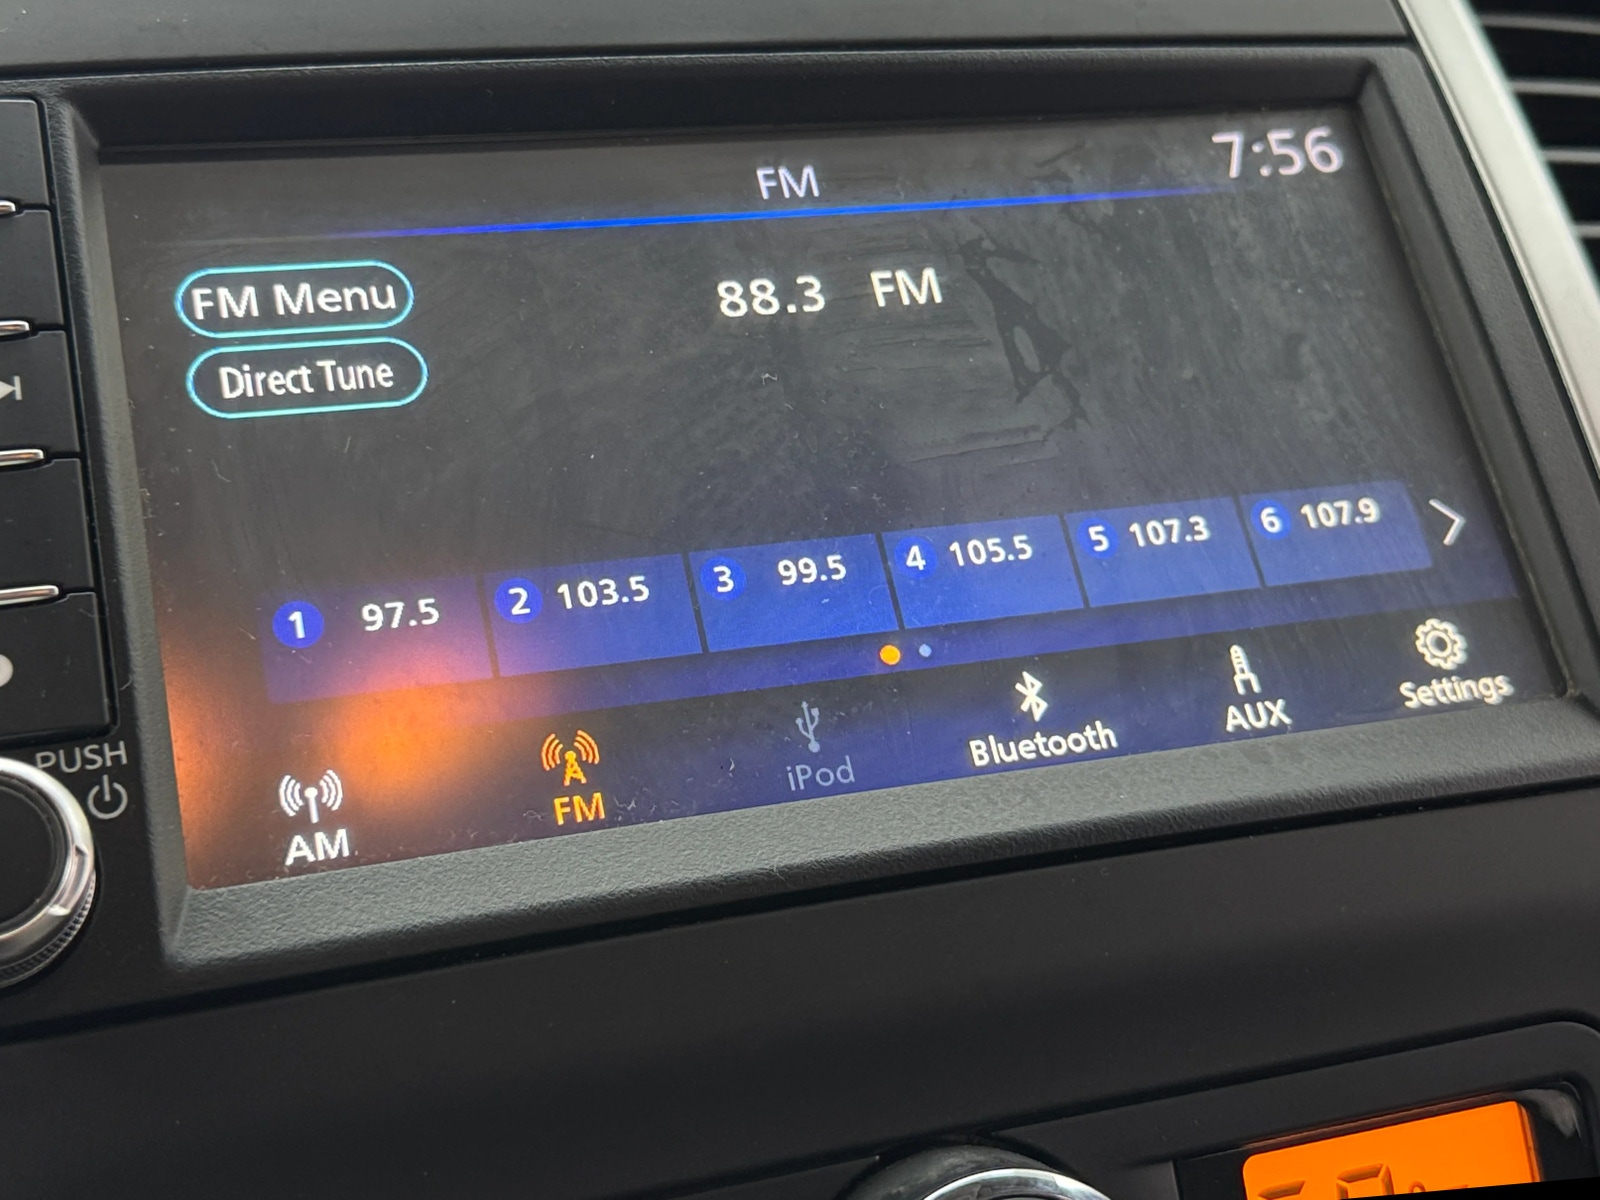 FM
7:56
FM Menu
88.3 FM
Direct Tune
1 97.5
2 103.5
3 99.5
4 105.5
5 107.3
6 107.9
AM
FM
iPod
Bluetooth
AUX
Settings
PUSH